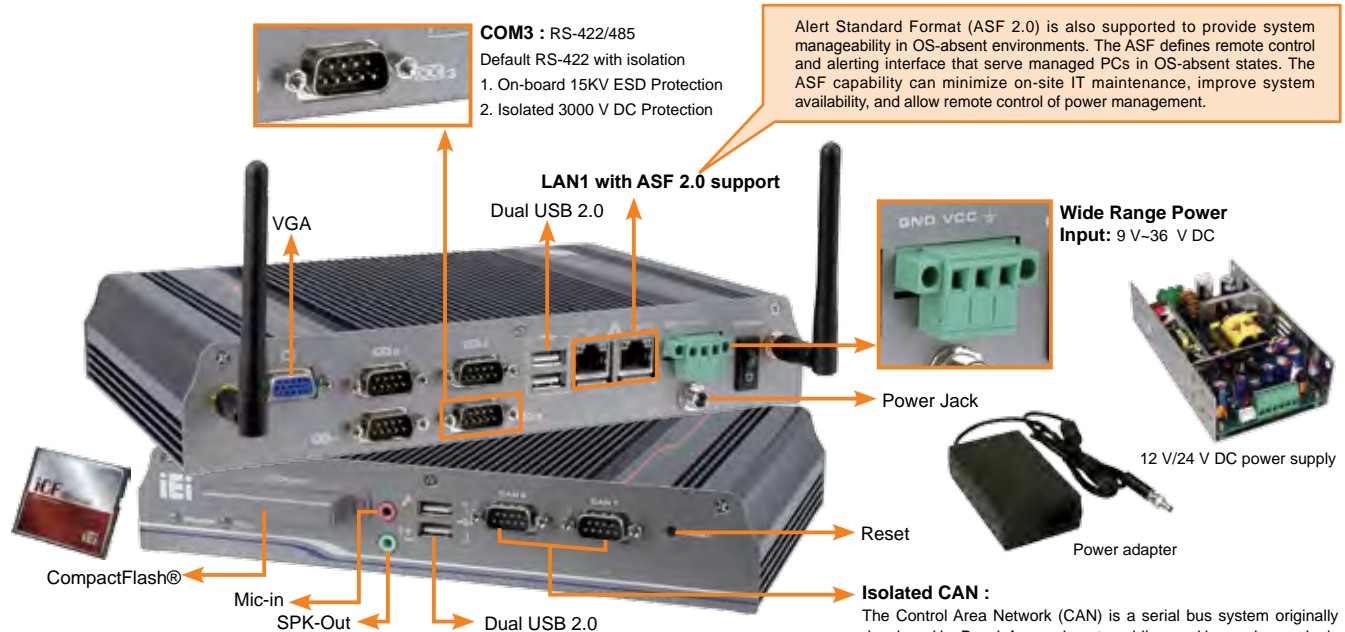 COM3 : RS-422/485
Default RS-422 with isolation
1. On-board 15KV ESD Protection
2. Isolated 3000 V DC Protection
Alert Standard Format (ASF 2.0) is also supported to provide system
manageability in OS-absent environments. The ASF defines remote control
and alerting interface that serve managed PCs in OS-absent states. The
ASF capability can minimize on-site IT maintenance, improve system
availability, and allow remote control of power management.
LAN1 with ASF 2.0 support
Dual USB 2.0
VGA
GND VCC
Wide Range Power
Input: 9 V~36 V DC
Power Jack
12 V/24 V DC power supply
Power adapter
iCF
iEi
iEi
CAN 1
Reset
CompactFlash®
Mic-in
SPK-Out
Dual USB 2.0
Isolated CAN :
The Control Area Network (CAN) is a serial bus system originally